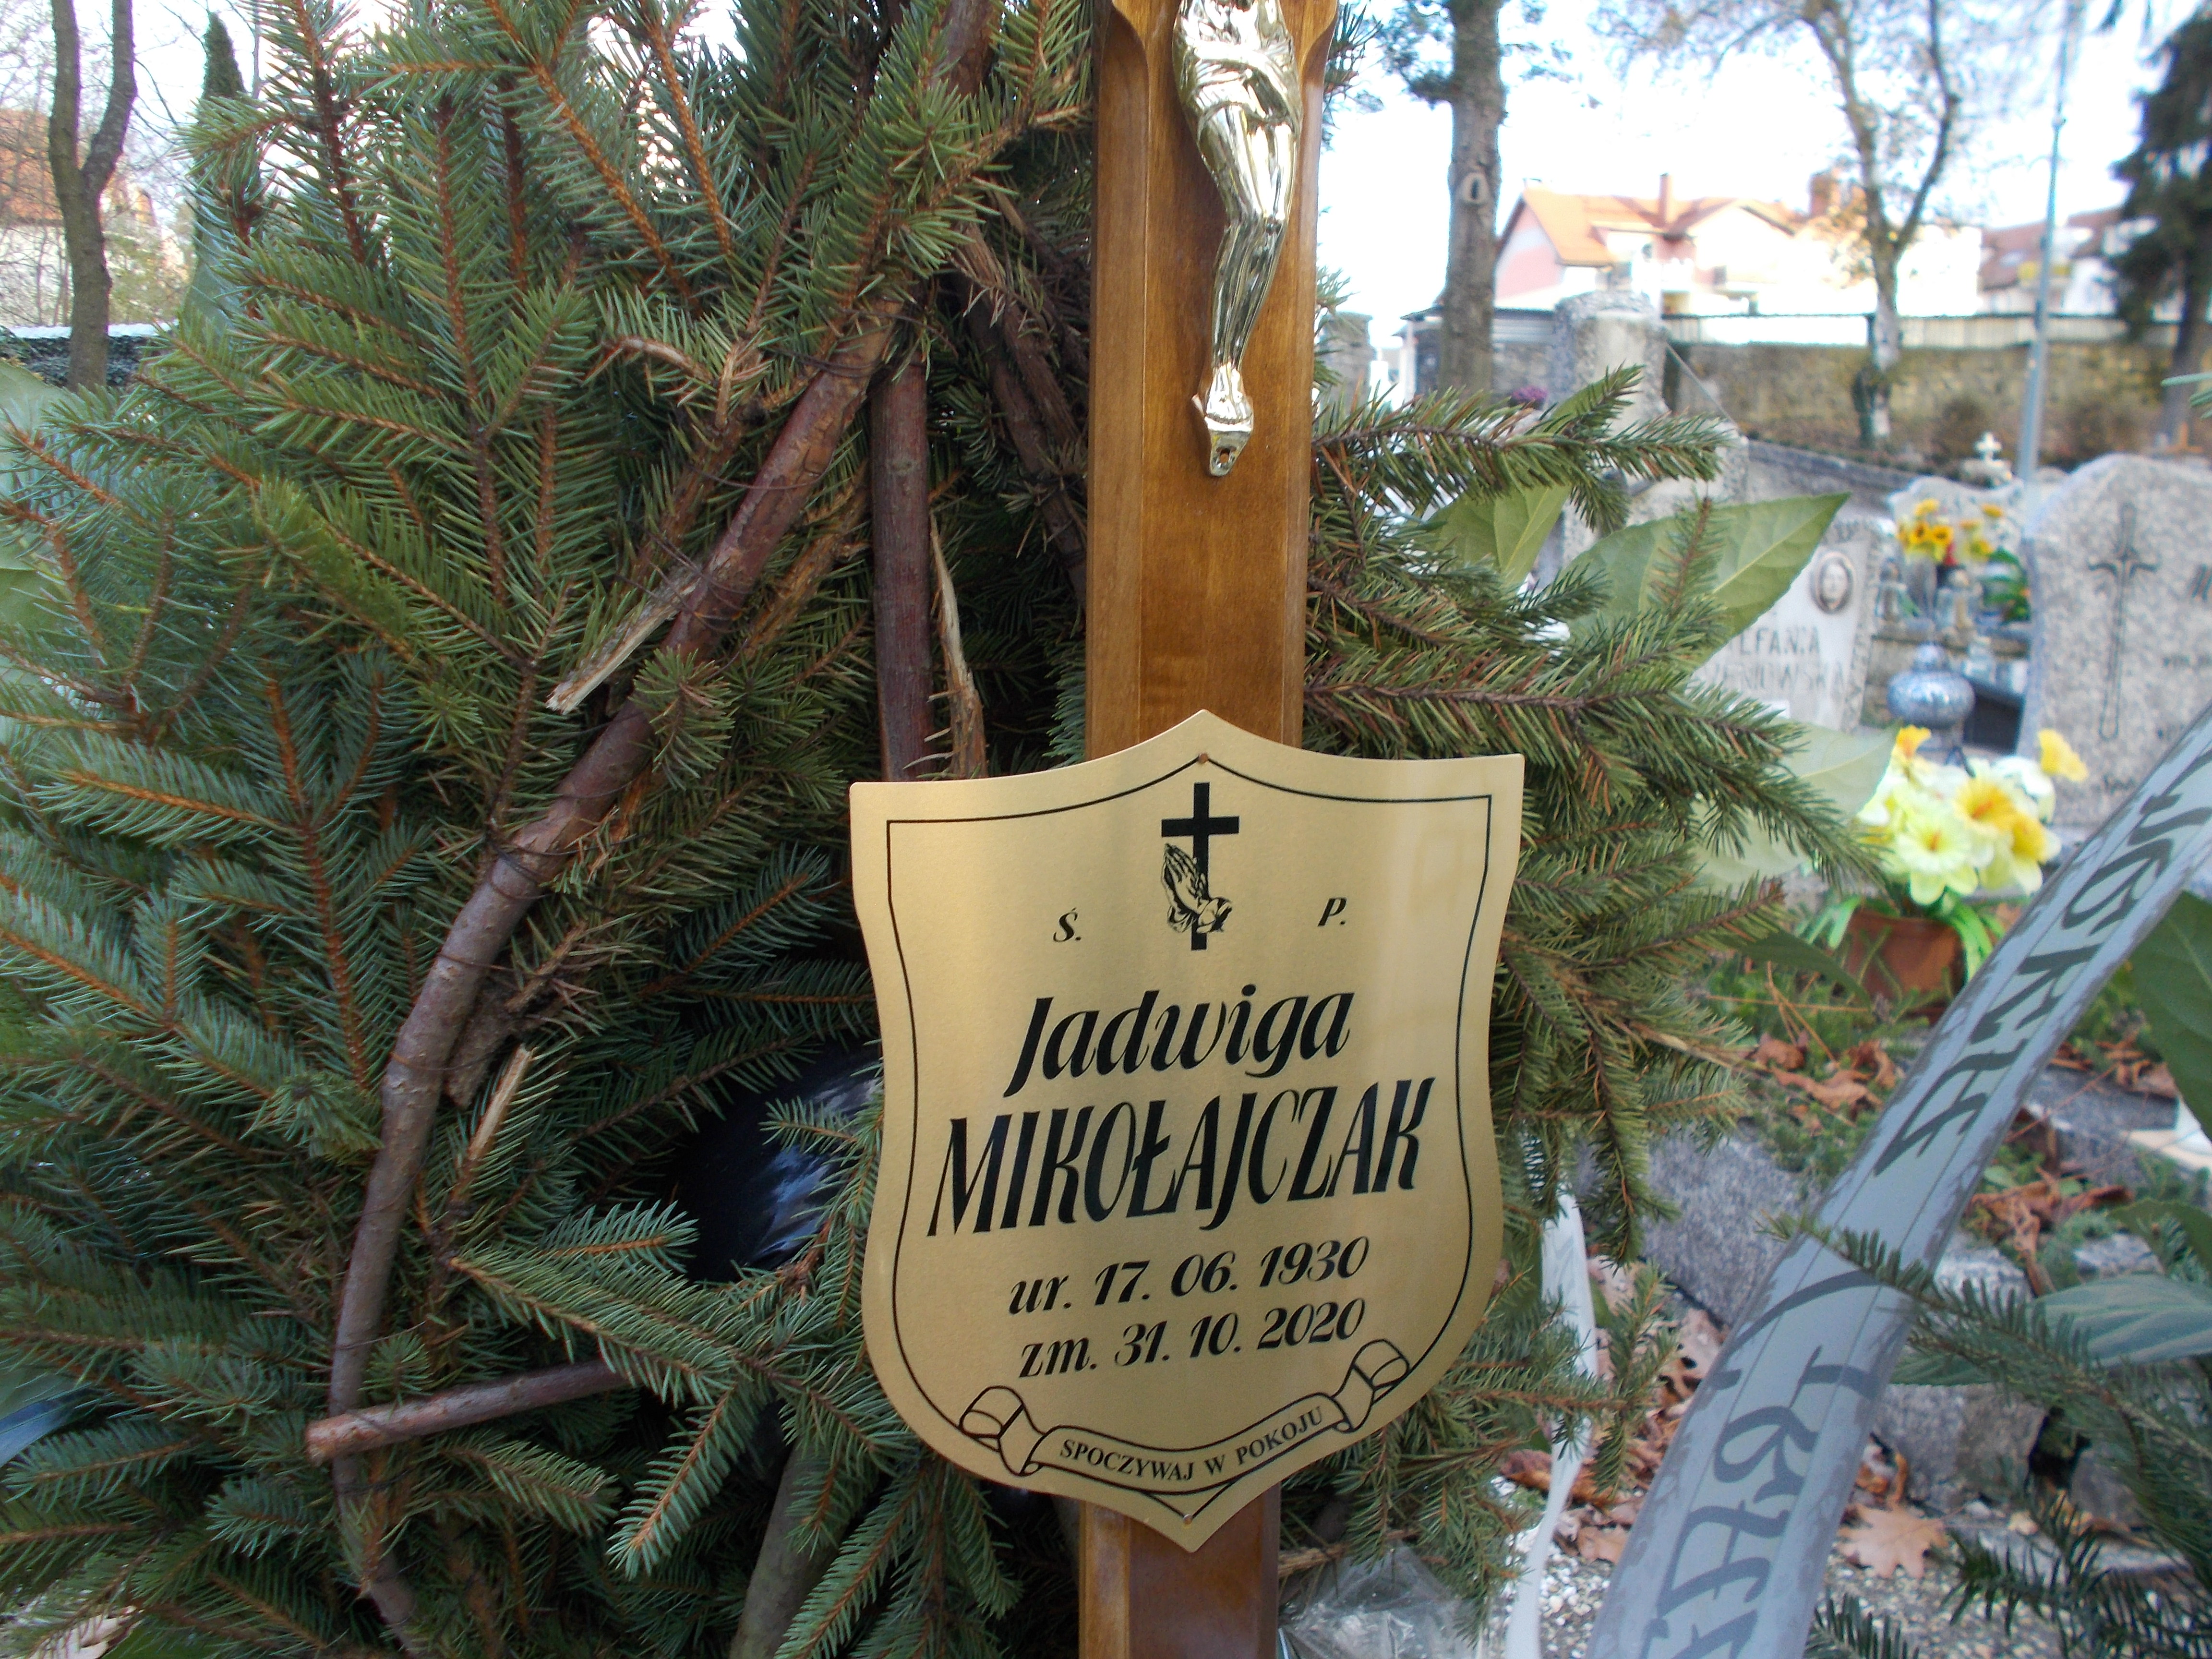 Ś. P.
Jadwiga
MIKOŁAJCZAK
ur. 17. 06. 1930
zm. 31. 10. 2020
SPOCZYWAJ W POKOJU